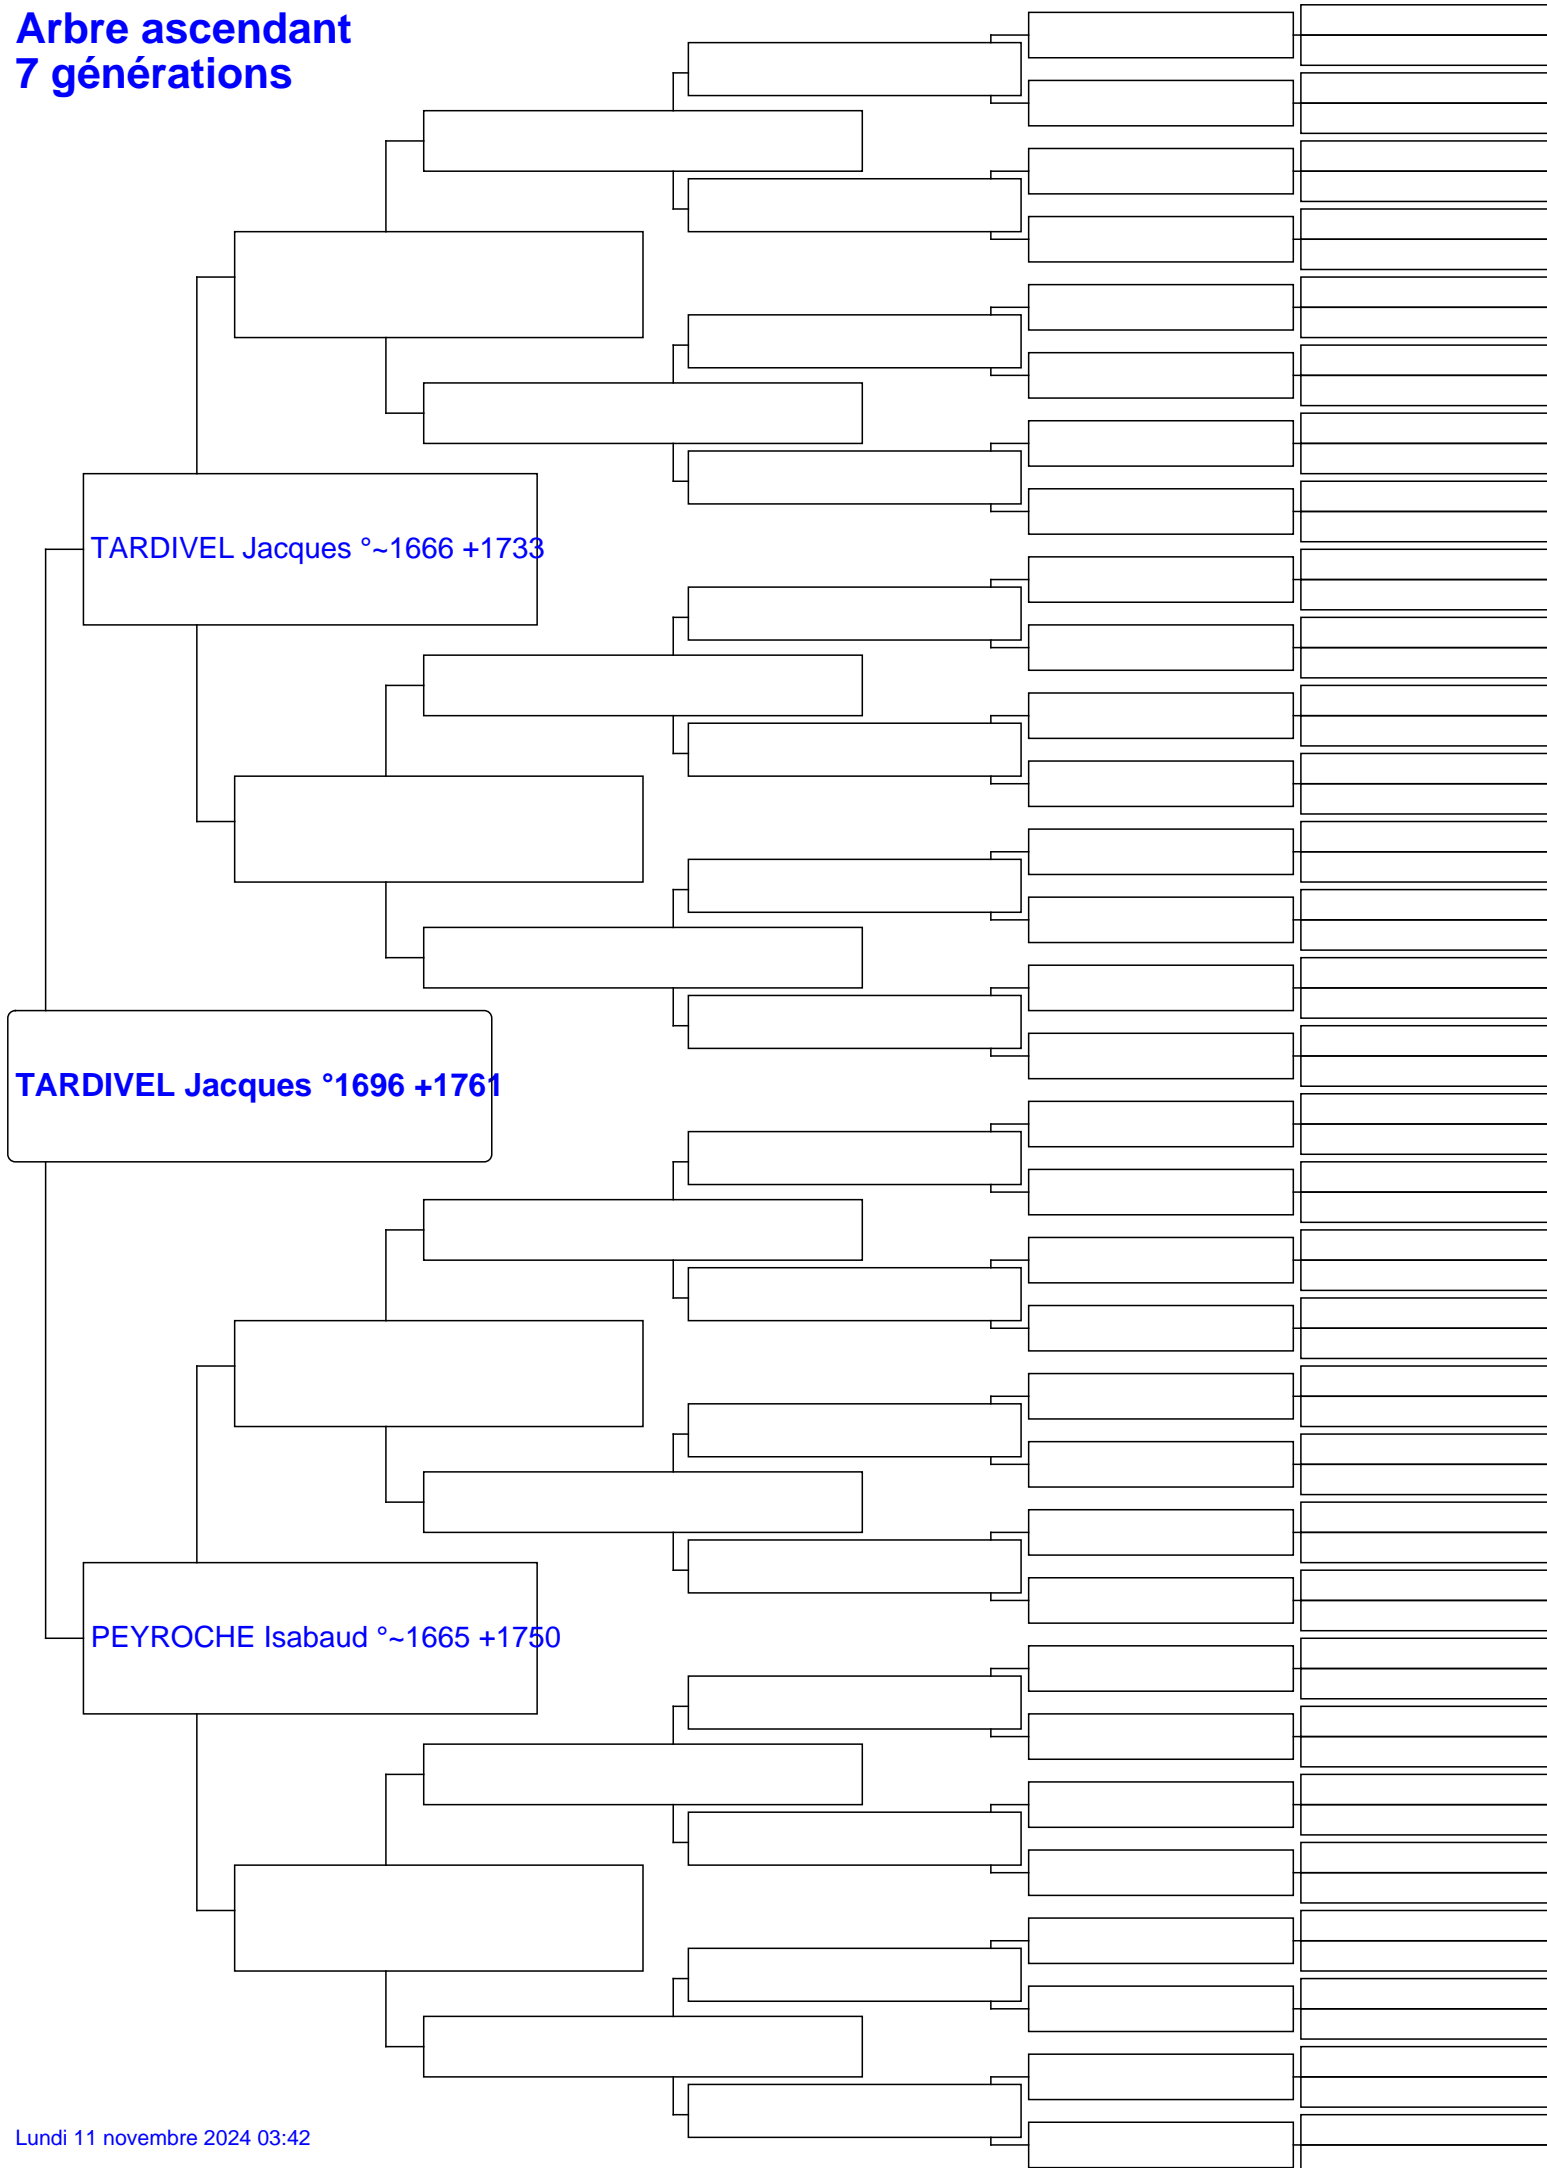 Arbre ascendant
7 générations
TARDIVEL Jacques °~1666 +1733
TARDIVEL Jacques °1696 +1761
PEYROCHE Isabaud °~1665 +1750
Lundi 11 novembre 2024 03:42